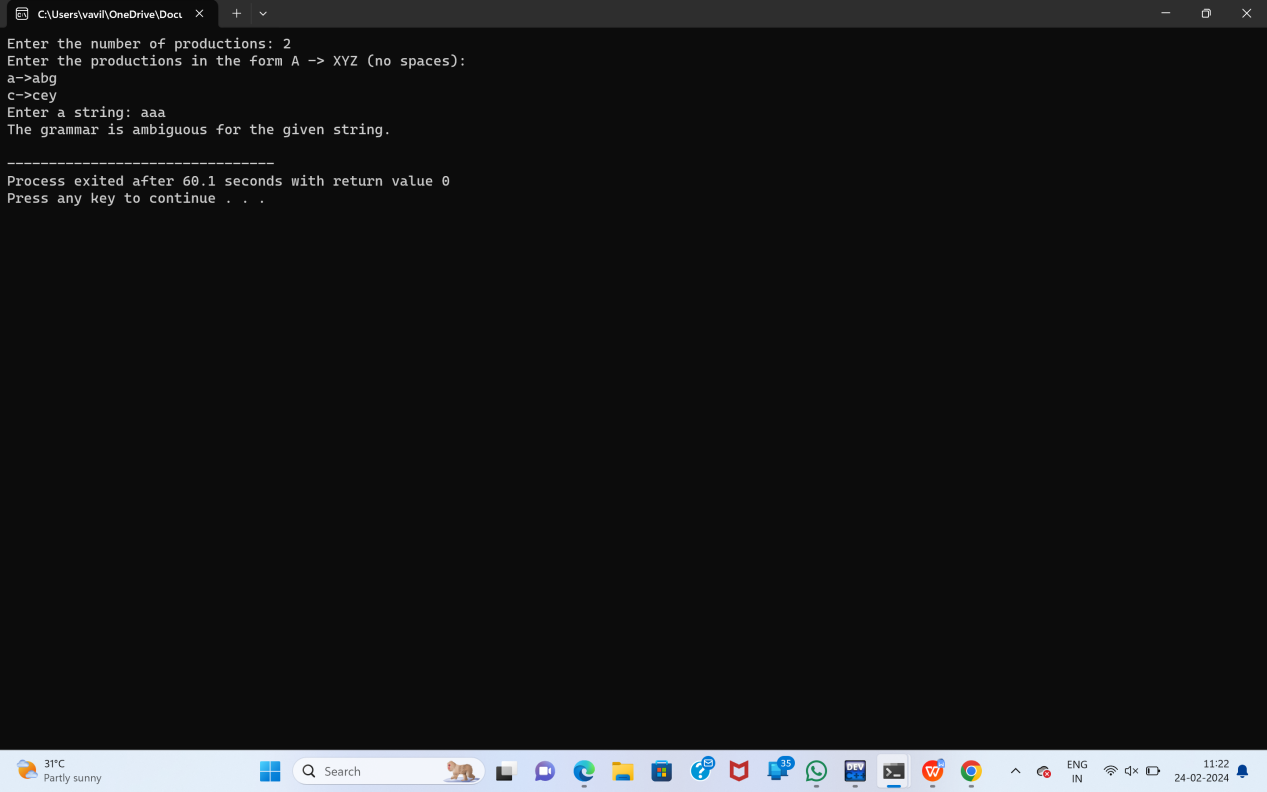 C:\Users\vavil\OneDrive\Docu
Enter the number of productions: 2
Enter the productions in the form A -> XYZ (no spaces):
a->abg
c->cey
Enter a string: aaa
The grammar is ambiguous for the given string.
--------------------------------
Process exited after 60.1 seconds with return value 0
Press any key to continue . . .
31°C
Partly sunny
Search
35
DEV
ENG
IN
11:22
24-02-2024